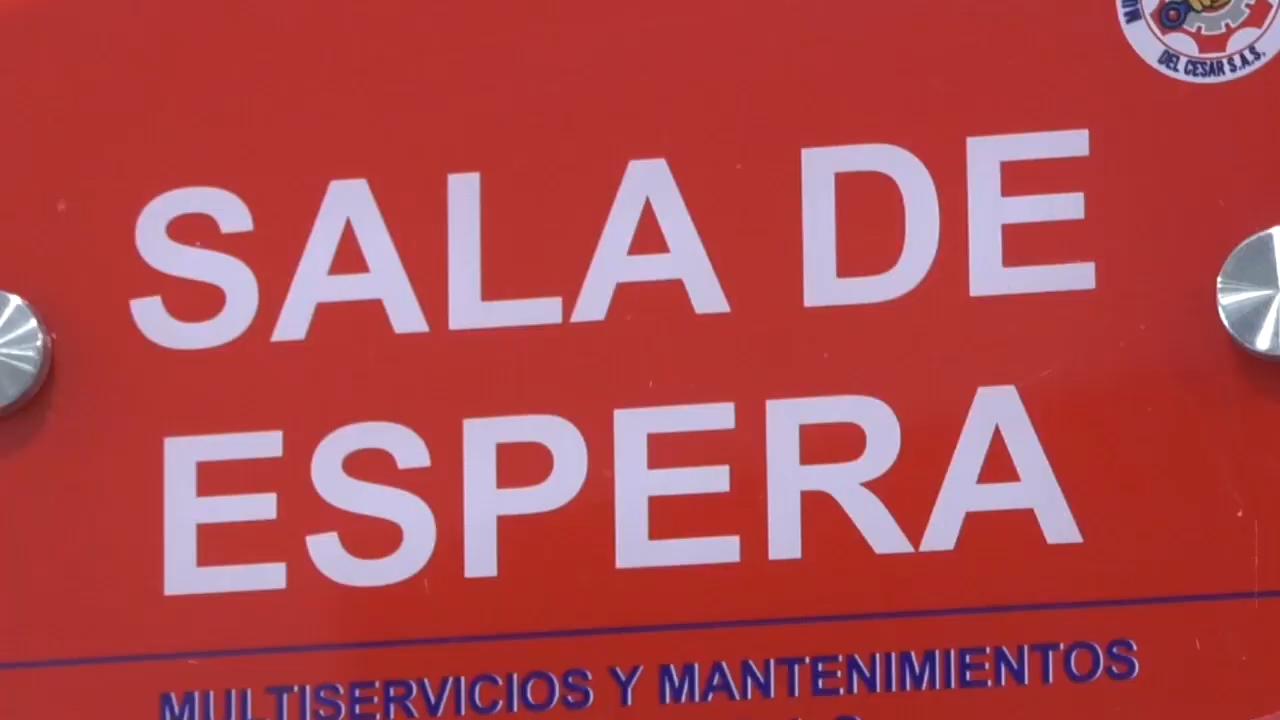 DEL CESAR S.A.S.
SALA DE
ESPERA
MULTISERVICIOS Y MANTENIMIENTOS